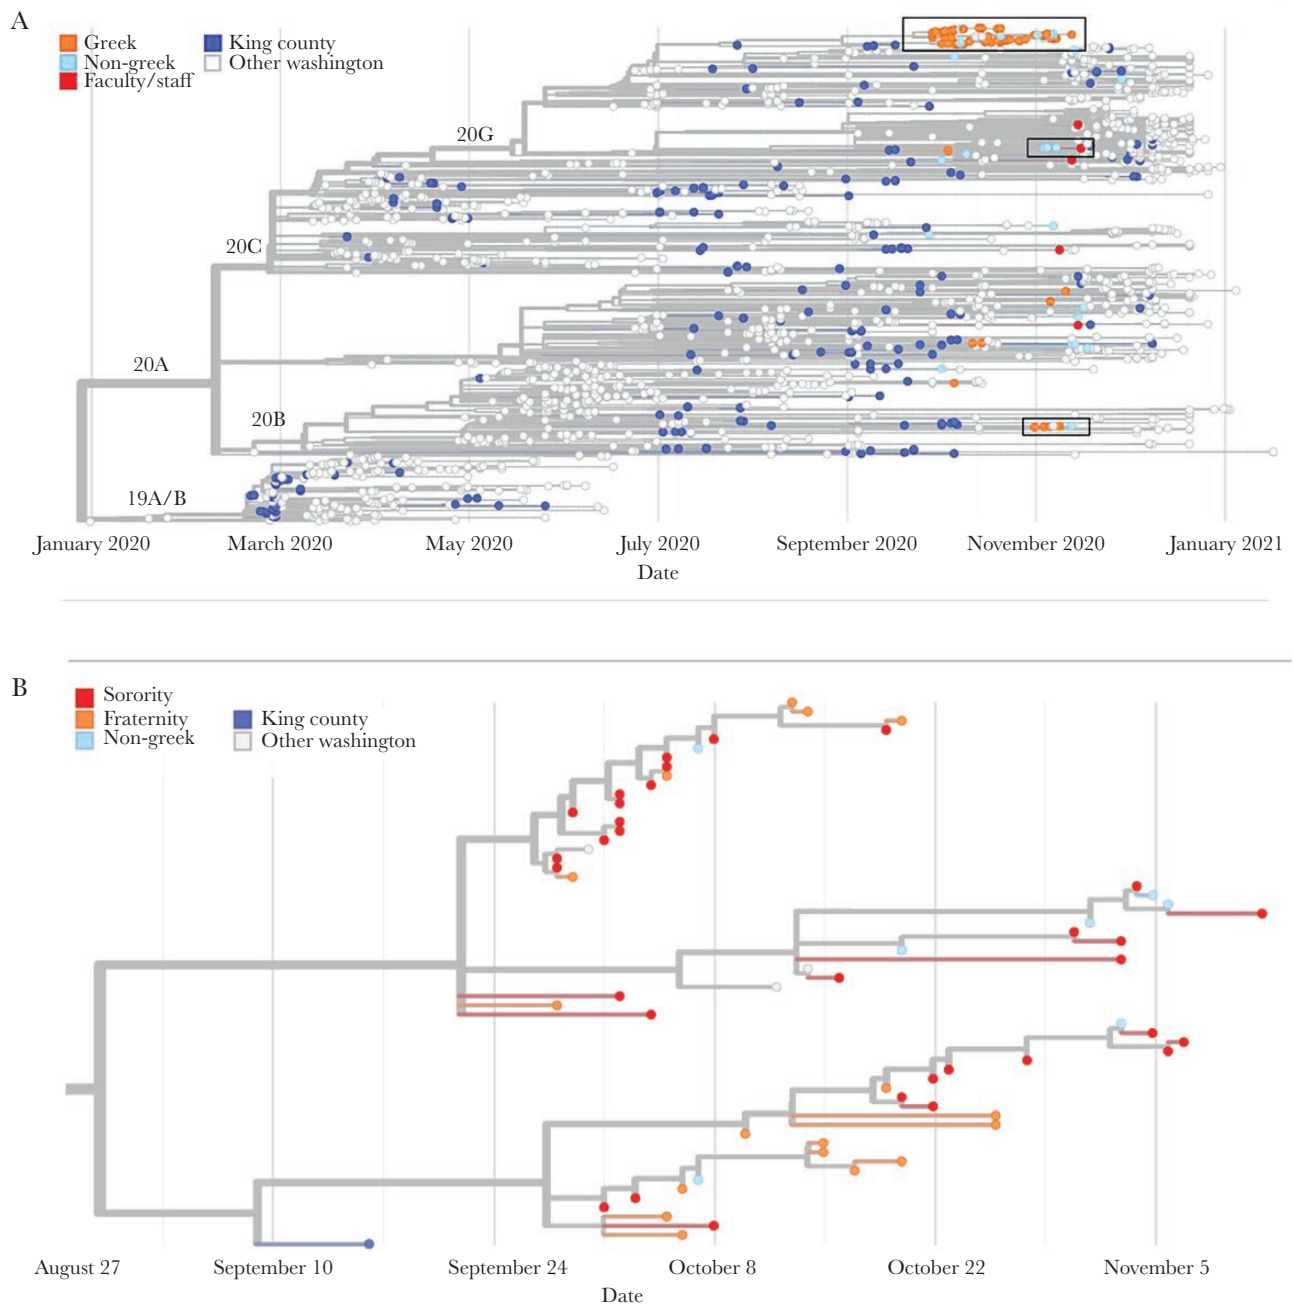 A
Greek
Non-greek
Faculty/staff
King county
Other washington
20G
20C
20A
20B
19A/B
January 2020 March 2020 May 2020 July 2020 September 2020 November 2020 January 2021
Date
B
Sorority
Fraternity
Non-greek
King county
Other washington
August 27 September 10 September 24 October 8 October 22 November 5
Date